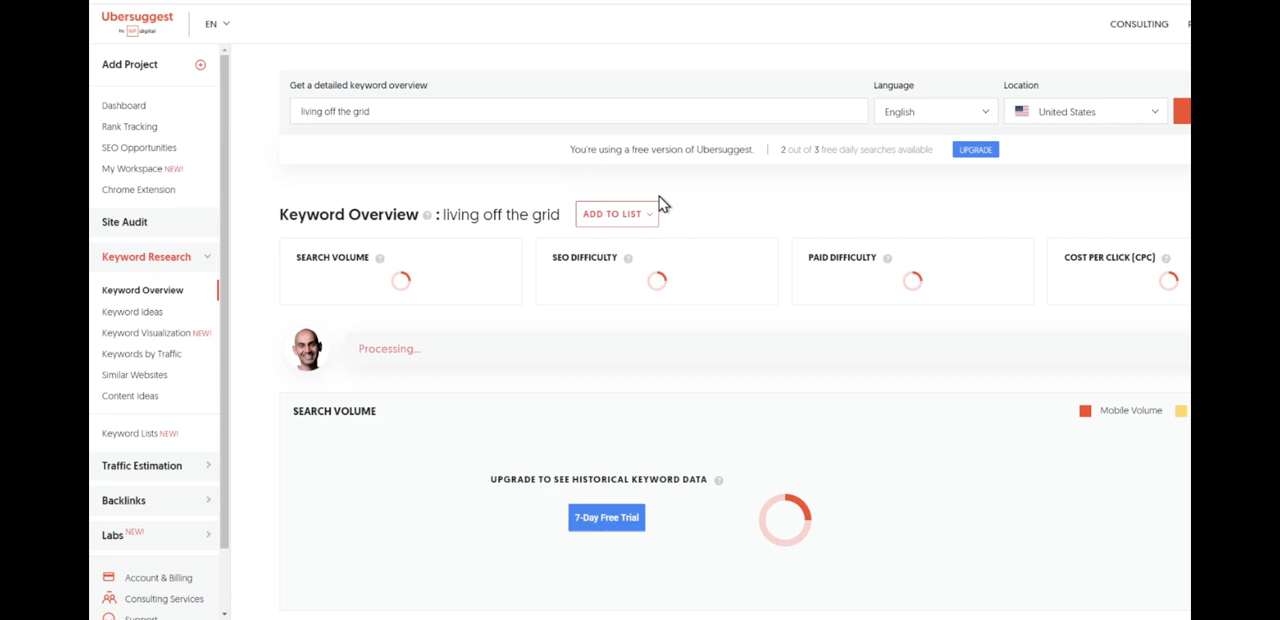 Ubersuggest
by NP digital
EN
CONSULTING
Add Project
Dashboard
Rank Tracking
SEO Opportunities
My Workspace NEW!
Chrome Extension
Site Audit
Keyword Research
Keyword Overview
Keyword Ideas
Keyword Visualization NEW!
Keywords by Traffic
Similar Websites
Content Ideas
Keyword Lists NEW!
Traffic Estimation
Backlinks
Labs NEW!
Account & Billing
Consulting Services
Support
Get a detailed keyword overview
Language
Location
living off the grid
English
United States
You're using a free version of Ubersuggest. | 2 out of 3 free daily searches available
UPGRADE
Keyword Overview ? : living off the grid
ADD TO LIST
SEARCH VOLUME ?
SEO DIFFICULTY ?
PAID DIFFICULTY ?
COST PER CLICK (CPC) ?
Processing...
SEARCH VOLUME
Mobile Volume
UPGRADE TO SEE HISTORICAL KEYWORD DATA ?
7-Day Free Trial